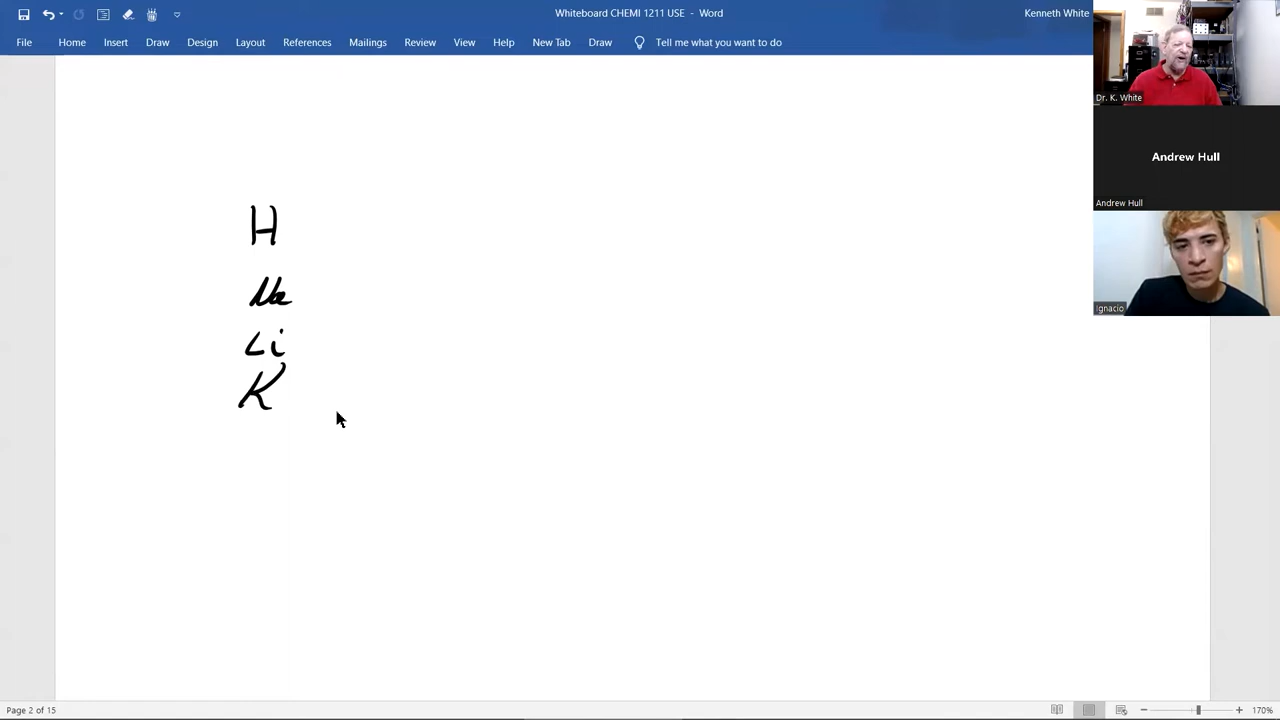 Whiteboard CHEMI 1211 USE - Word
Kenneth White
File Home Insert Draw Design Layout References Mailings Review View Help New Tab Draw Tell me what you want to do
Dr. K. White
Andrew Hull
Andrew Hull
Ignacio
H
Na
Li
K
Page 2 of 15
170%